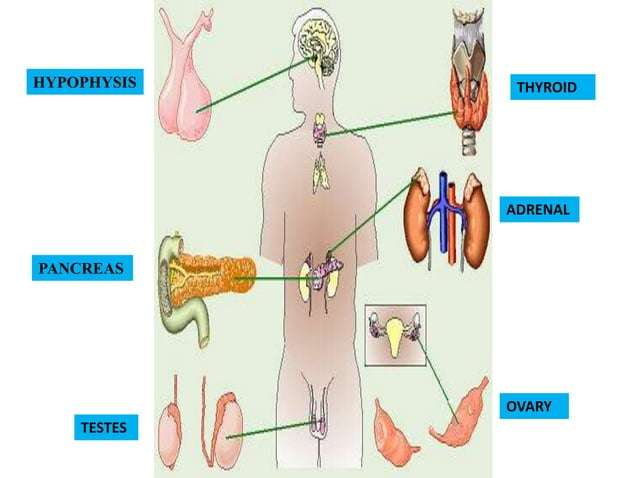 HYPOPHYSIS
THYROID
ADRENAL
PANCREAS
OVARY
TESTES